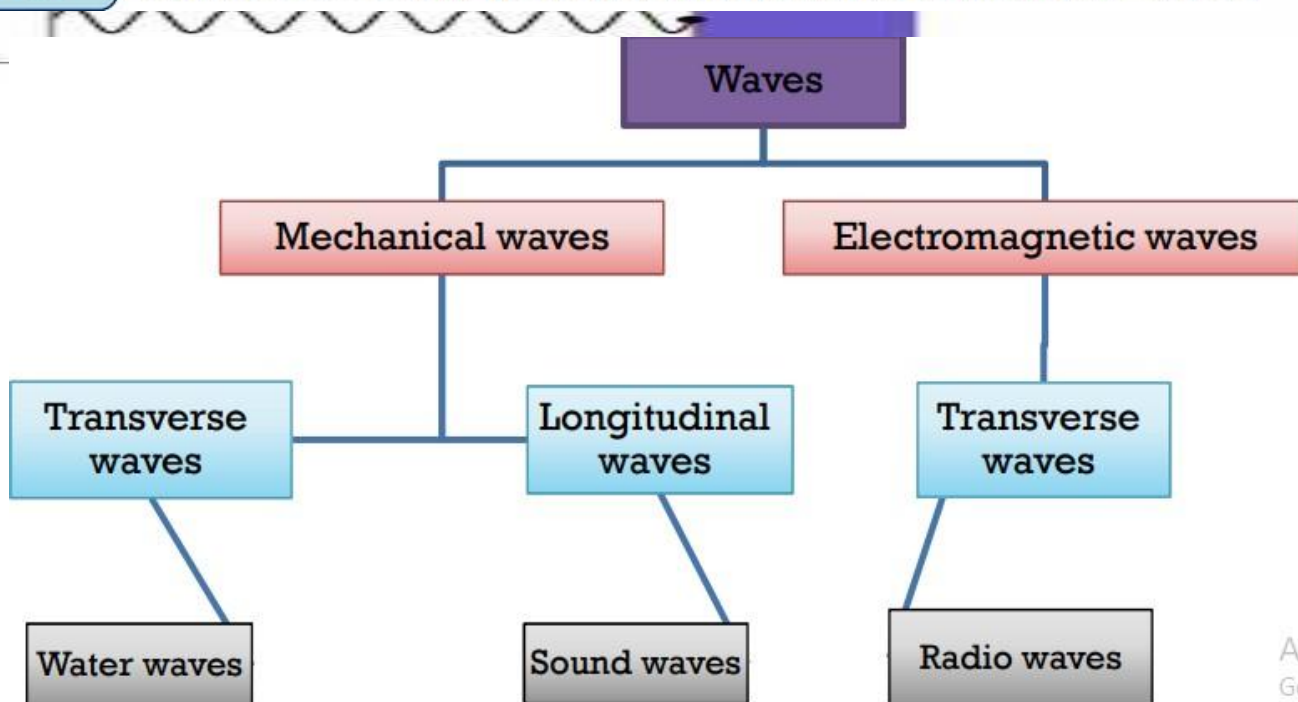 Waves
Mechanical waves
Electromagnetic waves
Transverse
waves
Longitudinal
waves
Transverse
waves
Water waves
Sound waves
Radio waves